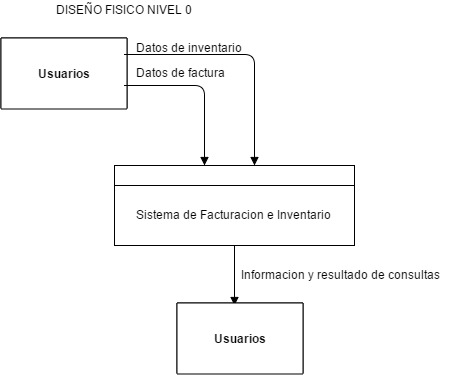 DISEÑO FISICO NIVEL 0
Datos de inventario
Usuarios
Datos de factura
Sistema de Facturacion e Inventario
Informacion y resultado de consultas
Usuarios